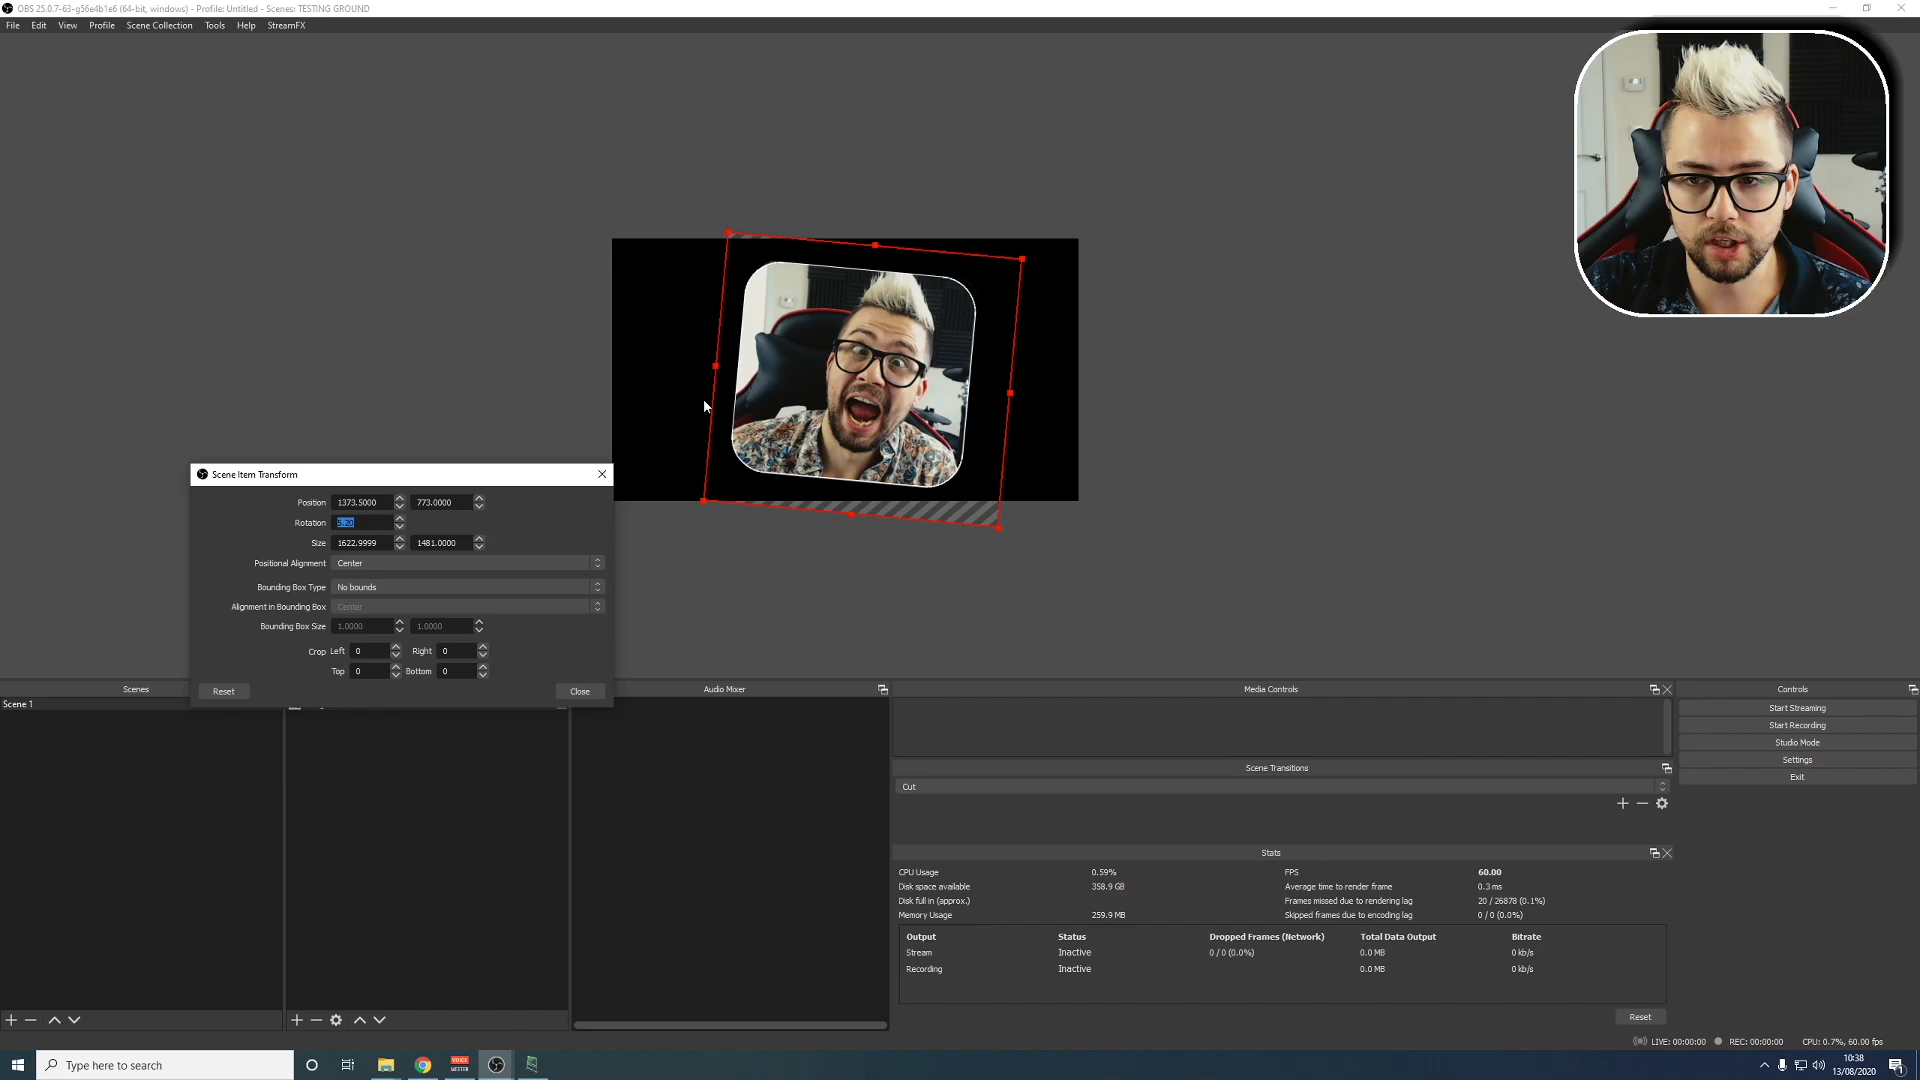 OBS 25.0.7-63-g56e4b1e6 (64-bit, windows) - Profile: Untitled - Scenes: TESTING GROUND
File Edit View Profile Scene Collection Tools Help StreamFX
Scene Item Transform
Position 1373.5000 773.0000
Rotation 5.20
Size 1622.9999 1481.0000
Positional Alignment Center
Bounding Box Type No bounds
Alignment in Bounding Box Center
Bounding Box Size 1.0000 1.0000
Crop Left 0 Right 0
Top 0 Bottom 0
Reset Close
Scenes
Scene 1
Audio Mixer
Media Controls
Scene Transitions
Cut
Stats
CPU Usage 0.59% FPS 60.00
Disk space available 358.9 GB Average time to render frame 0.3 ms
Disk full in (approx.) Frames missed due to rendering lag 20 / 26878 (0.1%)
Memory Usage 259.9 MB Skipped frames due to encoding lag 0 / 0 (0.0%)
Output Status Dropped Frames (Network) Total Data Output Bitrate
Stream Inactive 0 / 0 (0.0%) 0.0 MB 0 kb/s
Recording Inactive 0.0 MB 0 kb/s
Reset
Controls
Start Streaming
Start Recording
Studio Mode
Settings
Exit
LIVE: 00:00:00 REC: 00:00:00 CPU: 0.7%, 60.00 fps
Type here to search
VOICE
MEETER
10:38
13/08/2020
1